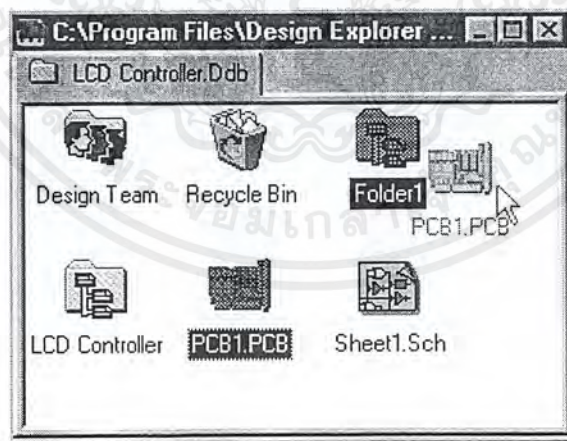 C:\Program Files\Design Explorer ...
LCD Controller.Ddb
Design Team
Recycle Bin
Folder1
PCB1.PCB
LCD Controller
PCB1.PCB
Sheet1.Sch